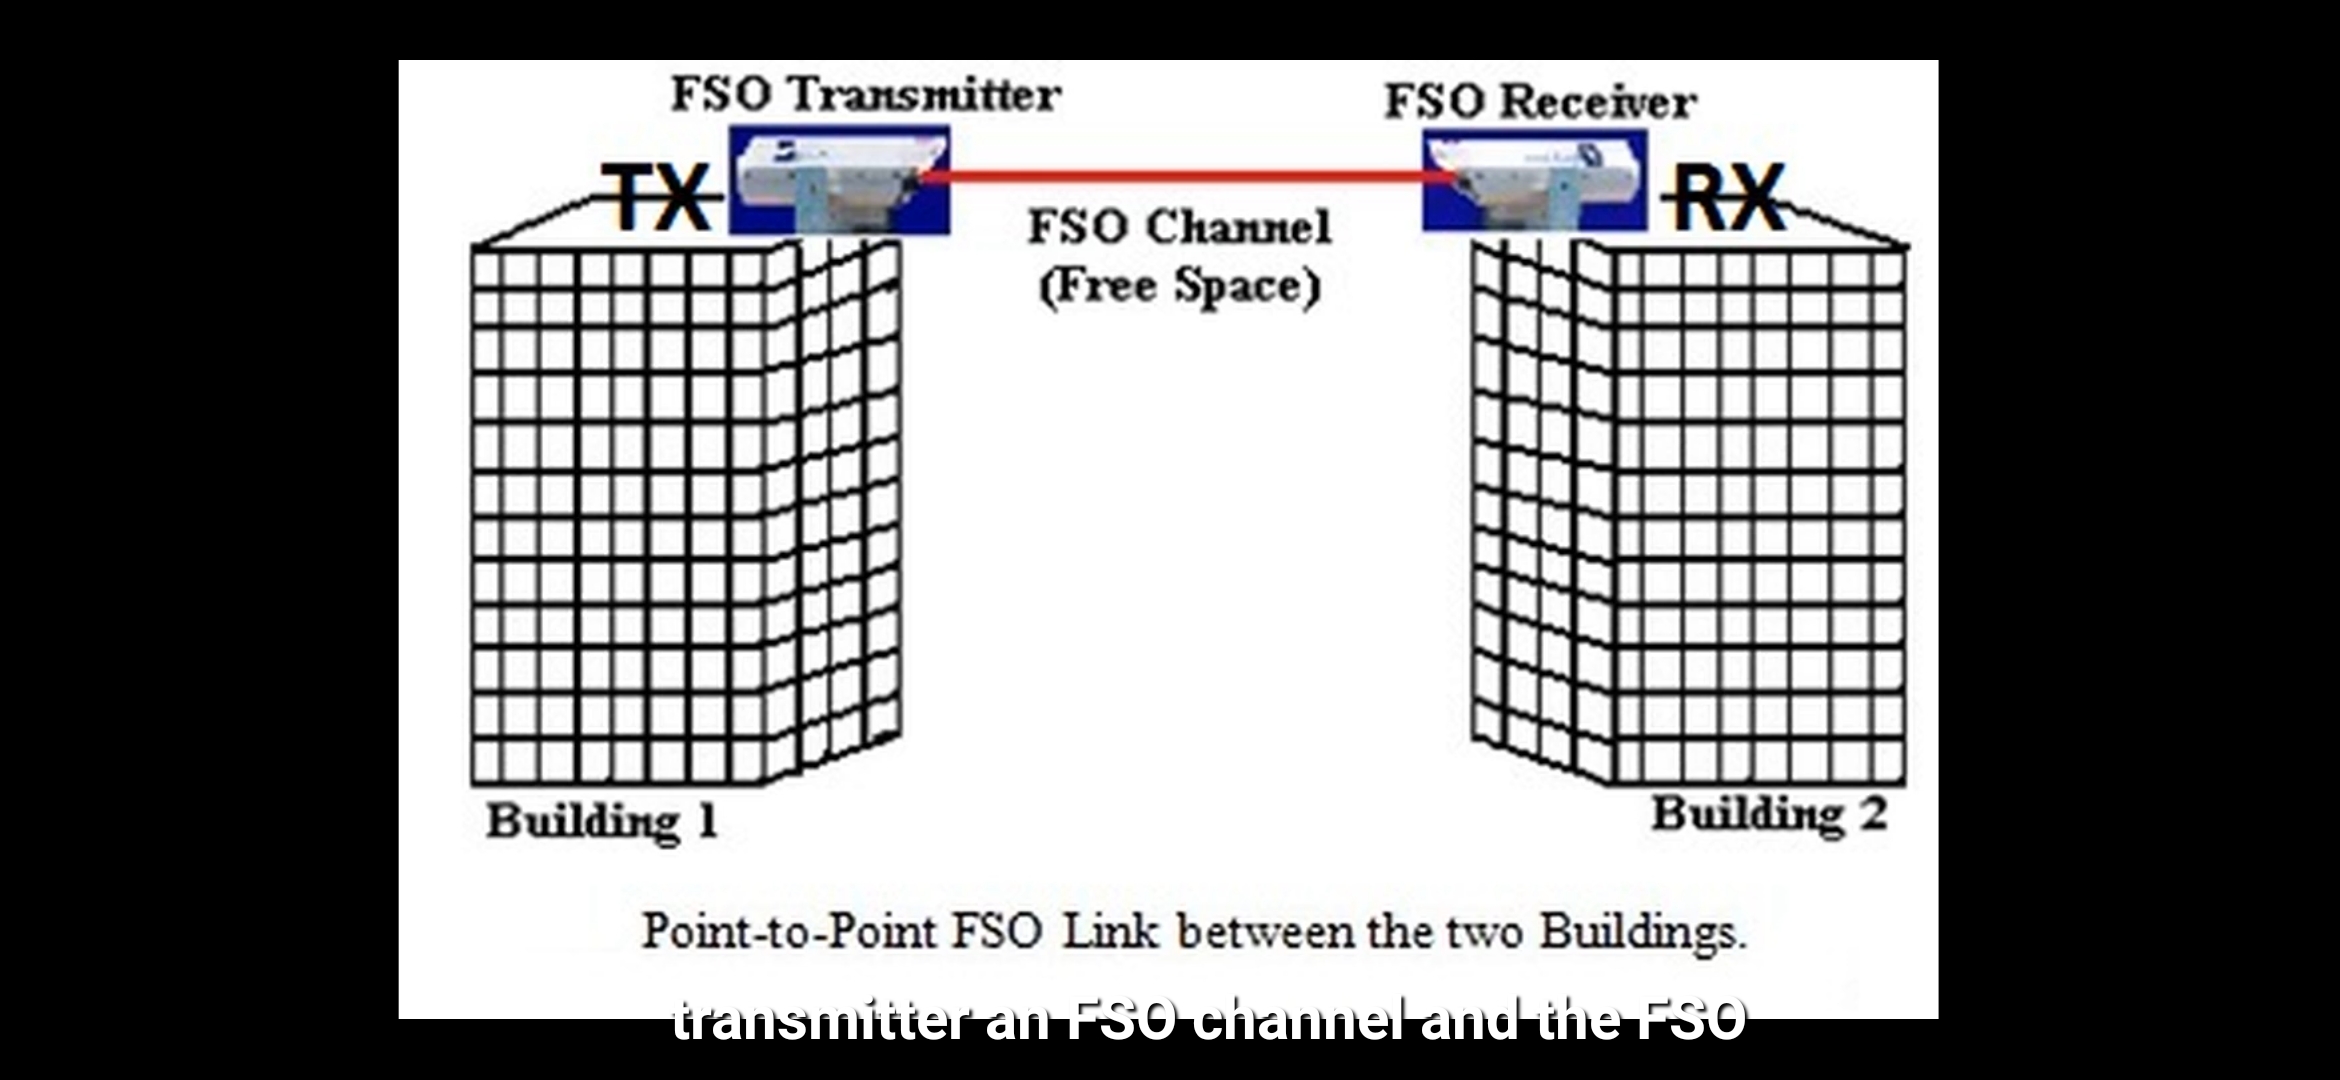 FSO Transmitter
FSO Receiver
TX
RX
FSO Channel
(Free Space)
Building 1
Building 2
Point-to-Point FSO Link between the two Buildings.
transmitter an FSO channel and the FSO